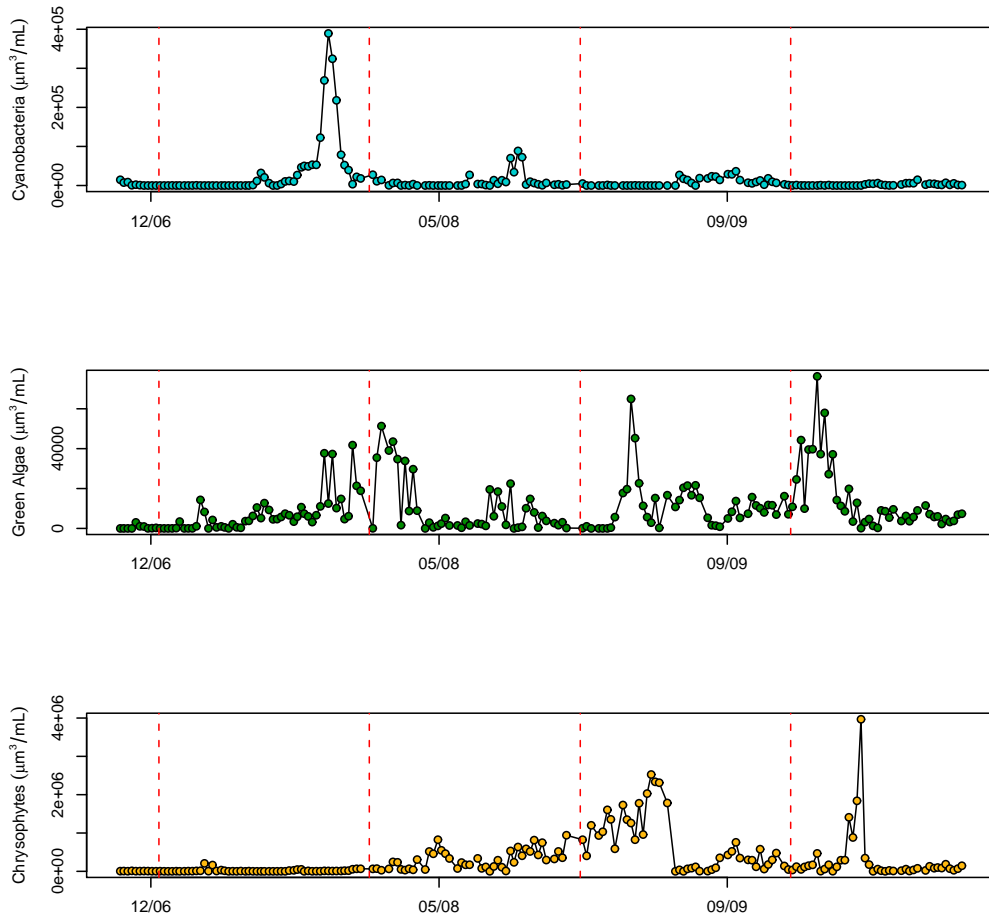 Cyanobacteria (μm³/mL)
4e+05
2e+05
0e+00
12/06
05/08
09/09
Green Algae (μm³/mL)
40000
0
12/06
05/08
09/09
Chrysophytes (μm³/mL)
4e+06
2e+06
0e+00
12/06
05/08
09/09